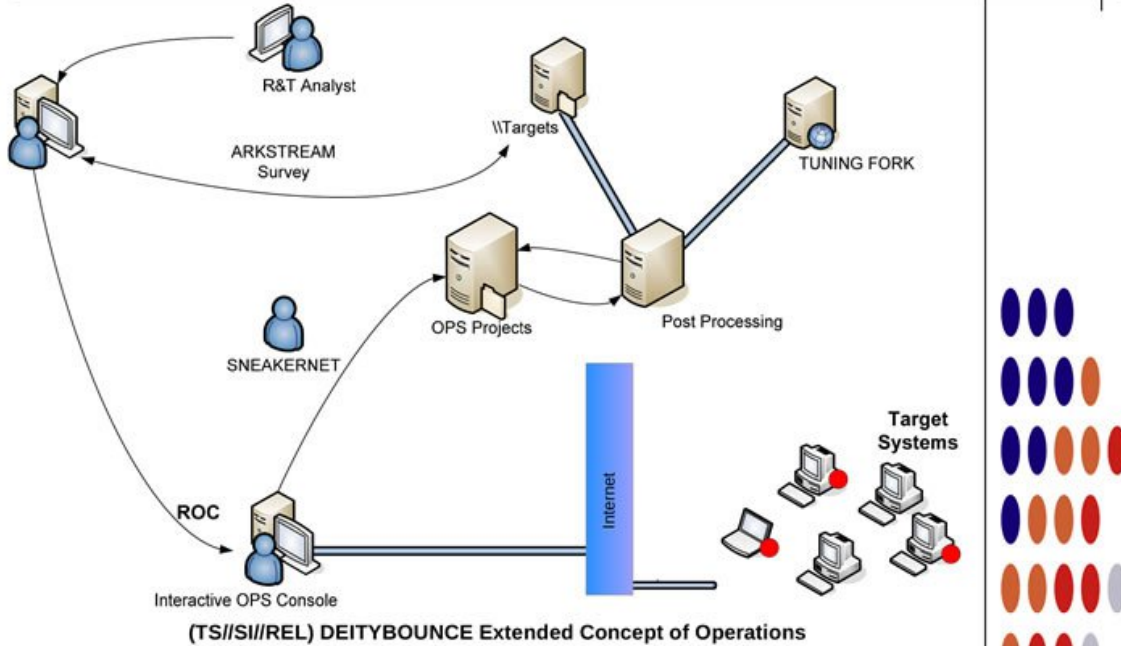 R&T Analyst
\\Targets
TUNING FORK
ARKSTREAM
Survey
OPS Projects
Post Processing
SNEAKERNET
Internet
Target
Systems
ROC
Interactive OPS Console
(TS//SI//REL) DEITYBOUNCE Extended Concept of Operations